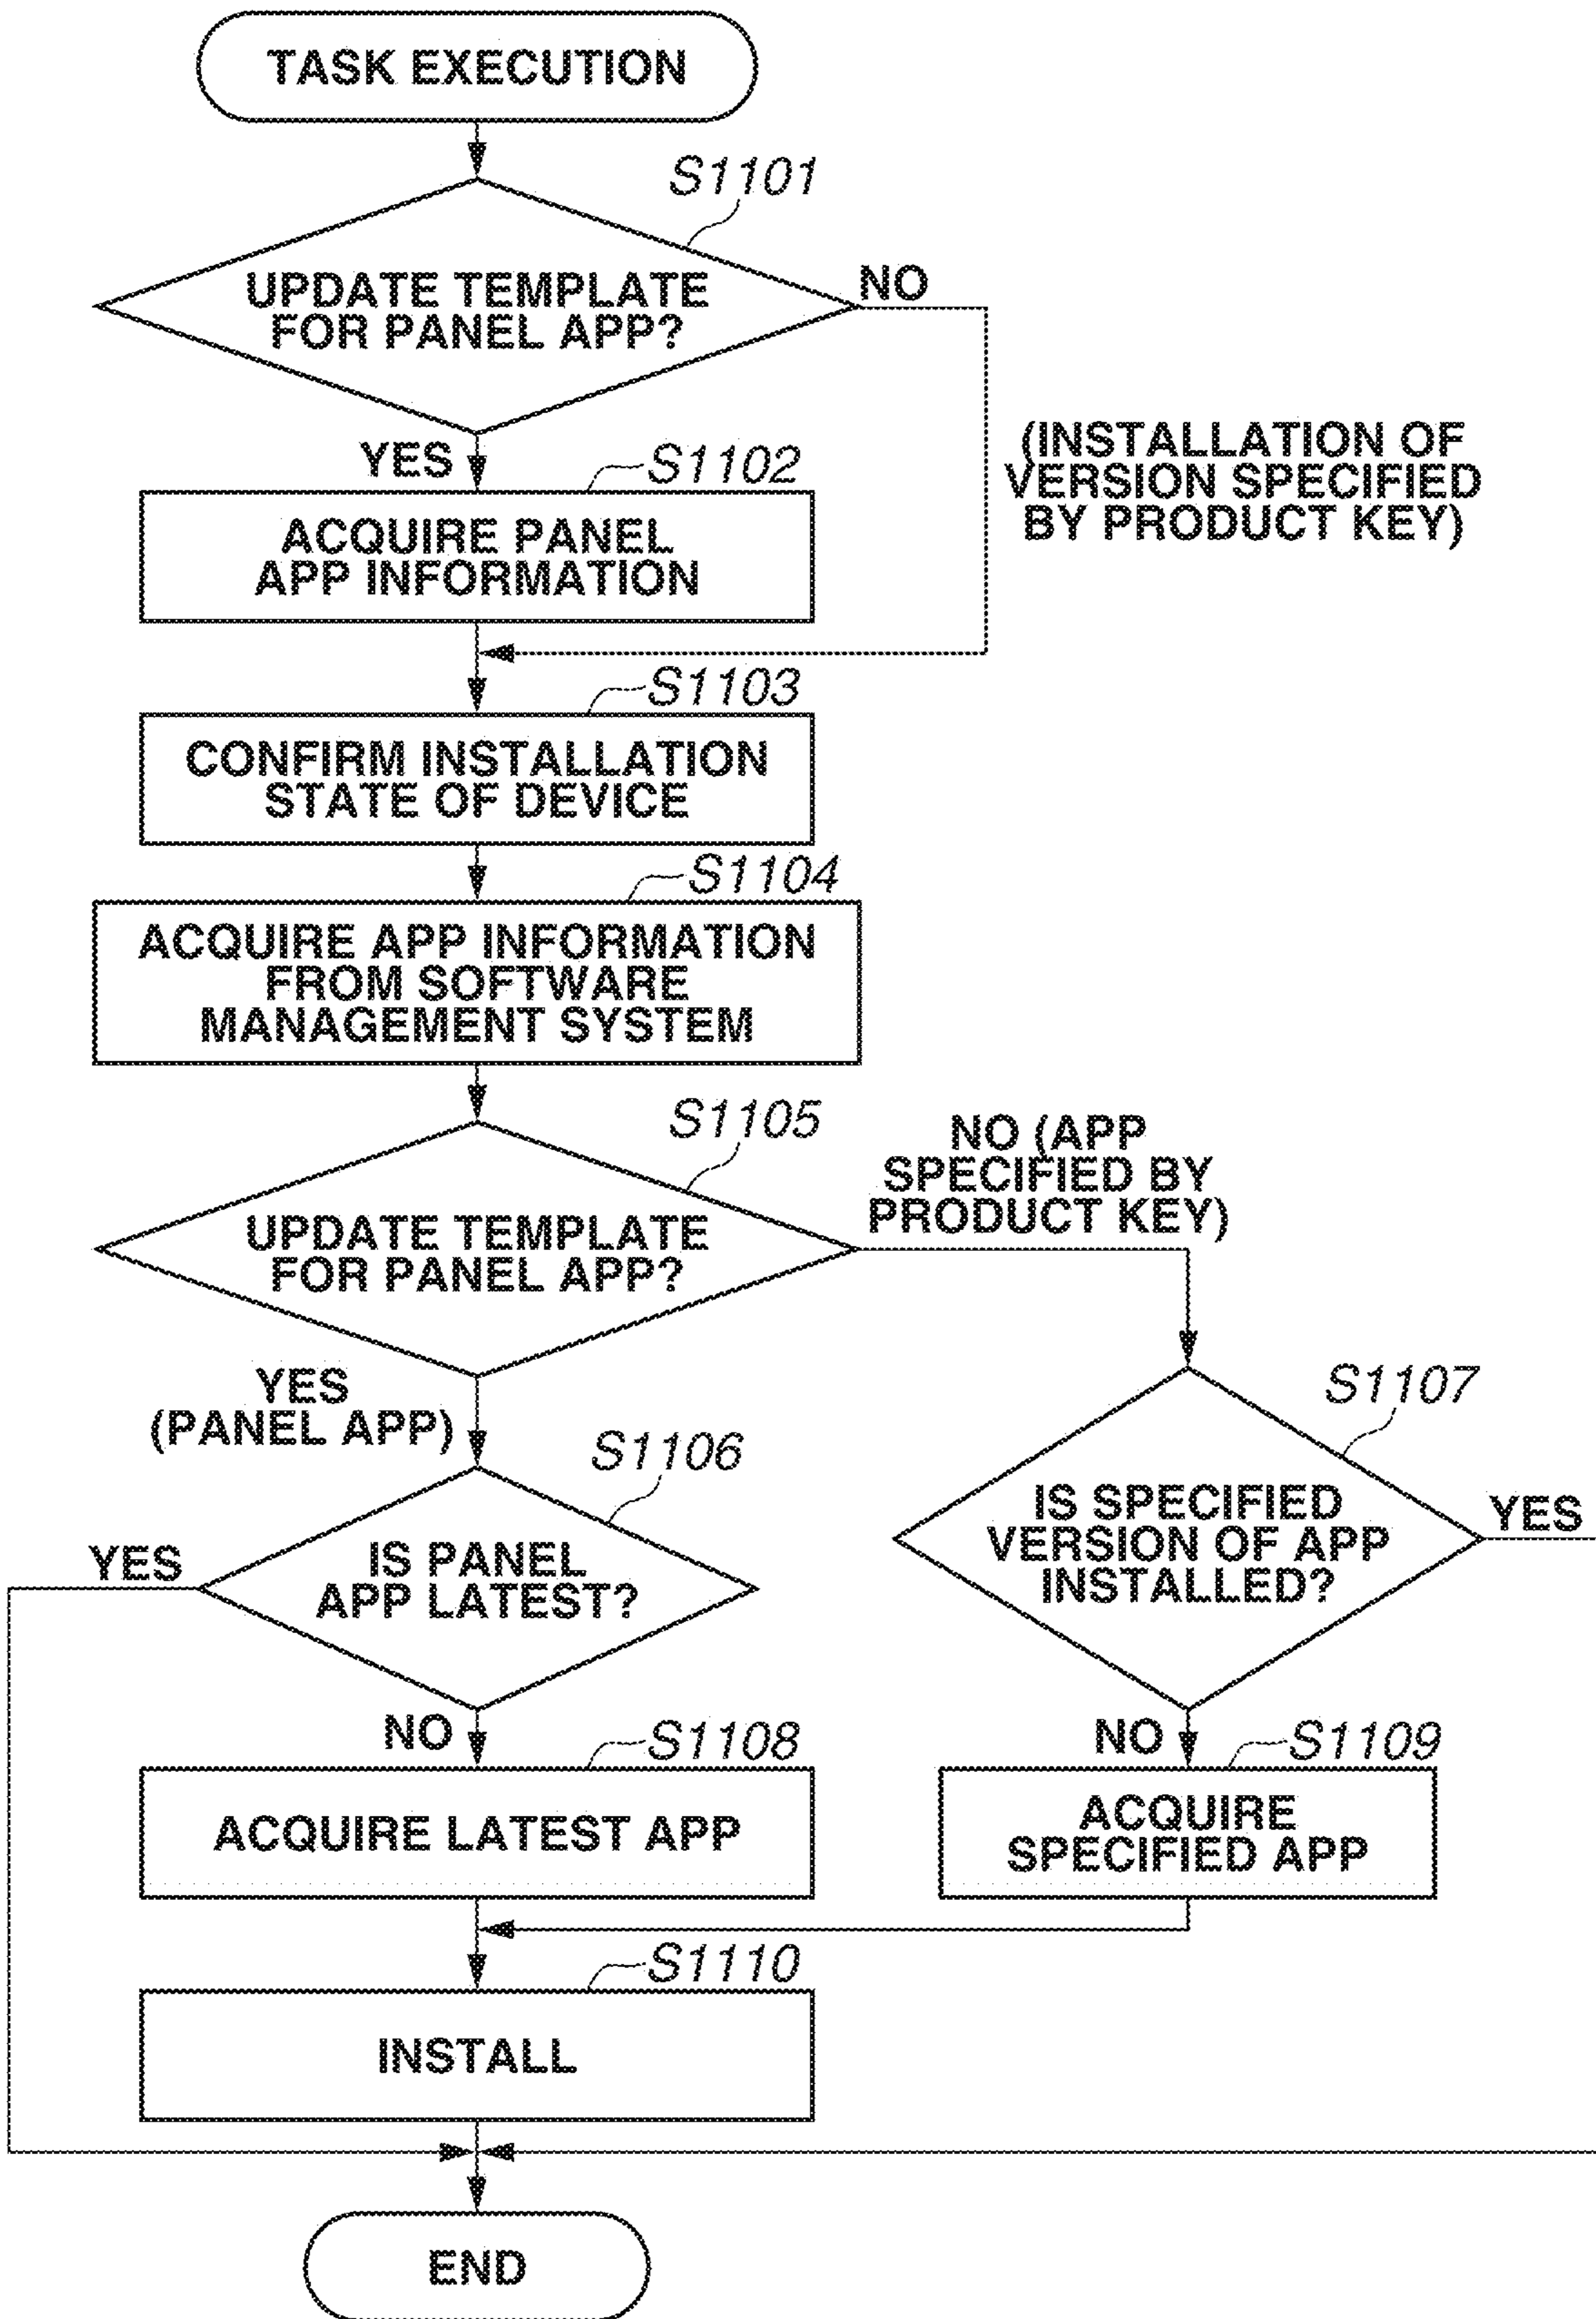 TASK EXECUTION
S1101
UPDATE TEMPLATE
FOR PANEL APP?
NO
(INSTALLATION OF
VERSION SPECIFIED
BY PRODUCT KEY)
YES
S1102
ACQUIRE PANEL
APP INFORMATION
S1103
CONFIRM INSTALLATION
STATE OF DEVICE
S1104
ACQUIRE APP INFORMATION
FROM SOFTWARE
MANAGEMENT SYSTEM
S1105
UPDATE TEMPLATE
FOR PANEL APP?
NO (APP
SPECIFIED BY
PRODUCT KEY)
YES
(PANEL APP)
S1106
IS PANEL
APP LATEST?
YES
S1107
IS SPECIFIED
VERSION OF APP
INSTALLED?
YES
NO
S1108
ACQUIRE LATEST APP
NO
S1109
ACQUIRE
SPECIFIED APP
S1110
INSTALL
END